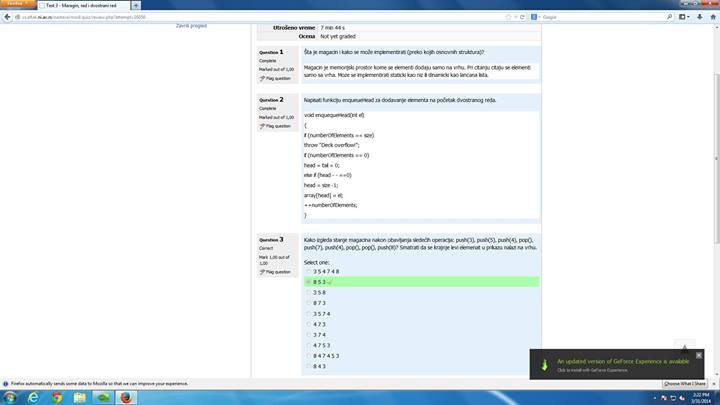 Firefox
Test 3 - Magacin, red i dvostrani red
cs.elfak.ni.ac.rs/nastava/mod/quiz/review.php?attempt=26656
Google
Završi pregled
Utrošeno vreme 7 min 44 s
Ocena Not yet graded
Question 1
Complete
Marked out of 1,00
Flag question
Šta je magacin i kako se može implementirati (preko kojih osnovnih struktura)?
Magacin je memorijski prostor kome se elementi dodaju samo na vrhu. Pri citanju citaju se elementi
samo sa vrha. Moze se implementirati staticki kao niz ili dinamicki kao lancana lista.
Question 2
Complete
Marked out of 1,00
Flag question
Napisati funkciju enqueueHead za dodavanje elementa na početak dvostranog reda.
void enquequeHead(int el)
{
if (numberOfElements == size)
throw "Deck overflow!";
if (numberOfElements == 0)
head = tail = 0;
else if (head - - ==0)
head = size -1;
array[head] = el;
++numberOfElements;
}
Question 3
Correct
Mark 1,00 out of
1,00
Flag question
Kako izgleda stanje magacina nakon obavljanja sledećih operacija: push(3), push(5), push(4), pop(),
push(7), push(4), pop(), pop(), push(8)? Smatrati da se krajnje levi elemenat u prikazu nalazi na vrhu.
Select one:
3 5 4 7 4 8
8 5 3
3 5 8
8 7 3
3 5 7 4
4 7 3
3 7 4
4 7 5 3
8 4 7 4 5 3
8 4 3
An updated version of GeForce Experience is available
Click to install with GeForce Experience.
Firefox automatically sends some data to Mozilla so that we can improve your experience.
Choose What I Share
3:22 PM
3/31/2014